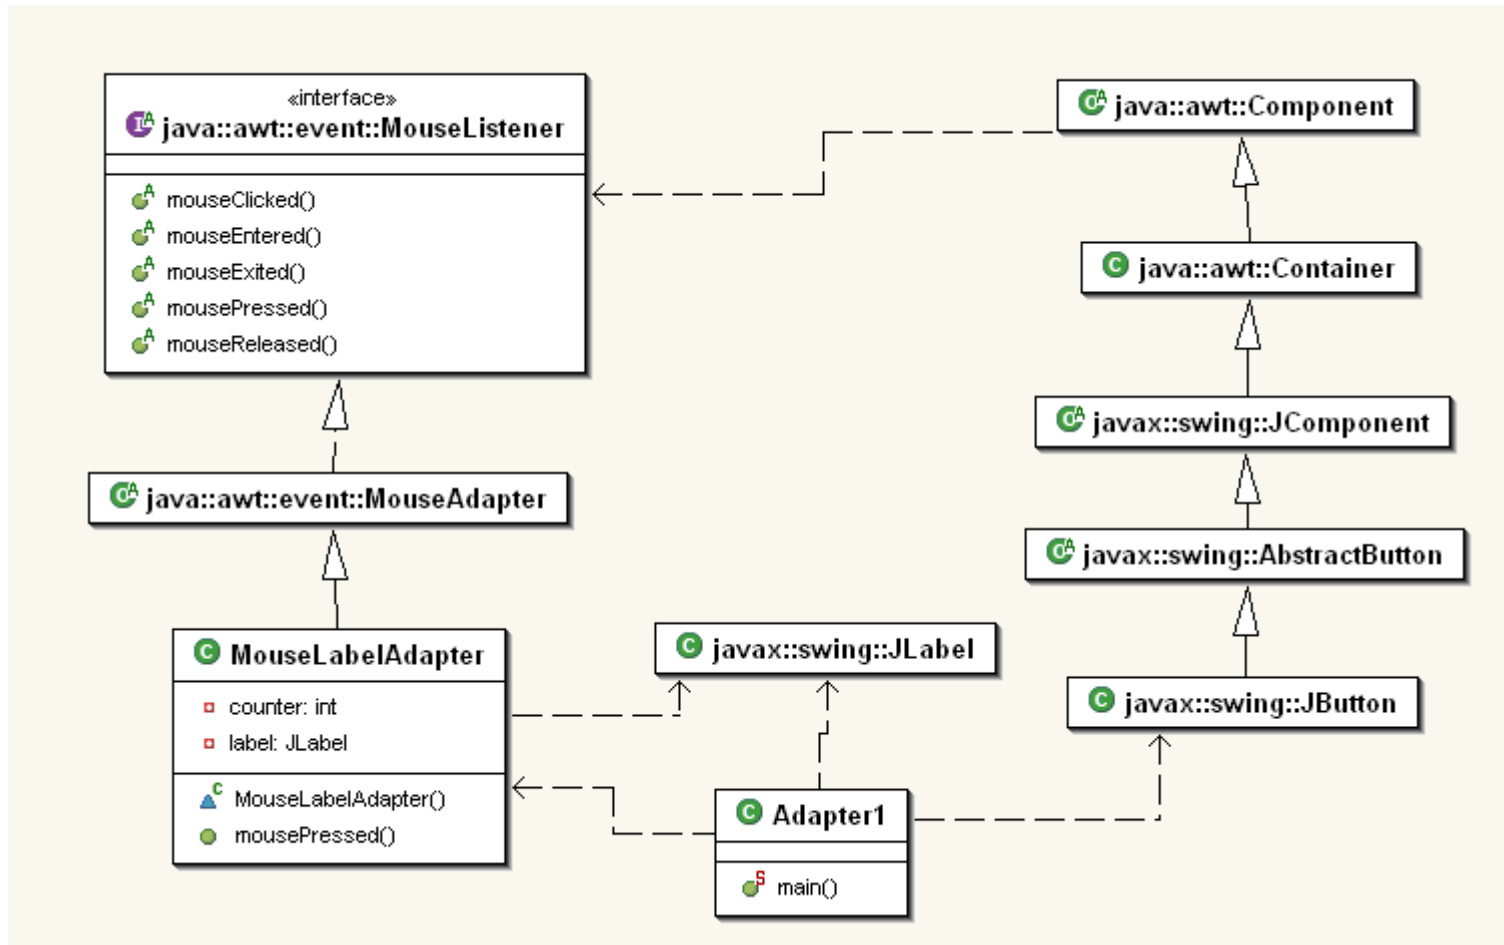 «interface»
java::awt::event::MouseListener
mouseClicked()
mouseEntered()
mouseExited()
mousePressed()
mouseReleased()
java::awt::event::MouseAdapter
MouseLabelAdapter
counter: int
label: JLabel
MouseLabelAdapter()
mousePressed()
javax::swing::JLabel
Adapter1
main()
java::awt::Component
java::awt::Container
javax::swing::JComponent
javax::swing::AbstractButton
javax::swing::JButton